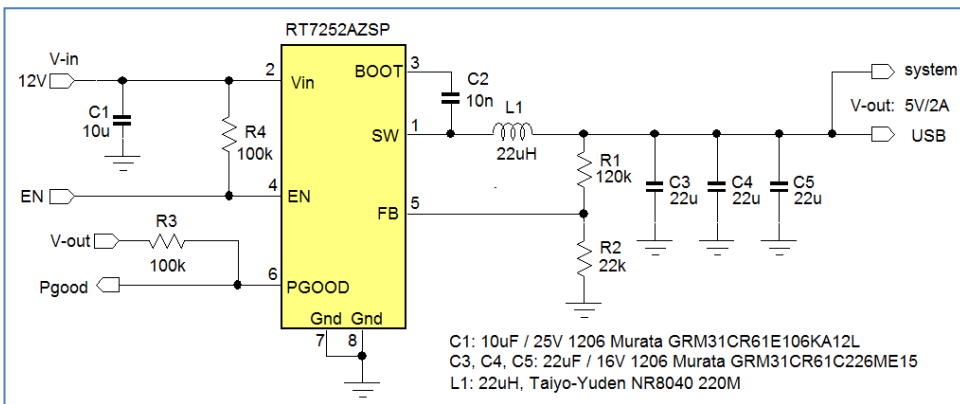 RT7252AZSP
V-in
12V
2
Vin
BOOT
3
C2
10n
system
C1
10u
R4
100k
SW
1
L1
22uH
V-out: 5V/2A
USB
R1
120k
C3
22u
C4
22u
C5
22u
EN
4
EN
FB
5
R3
100k
V-out
R2
22k
Pgood
6
PGOOD
Gnd Gnd
7 8
C1: 10uF / 25V 1206 Murata GRM31CR61E106KA12L
C3, C4, C5: 22uF / 16V 1206 Murata GRM31CR61C226ME15
L1: 22uH, Taiyo-Yuden NR8040 220M